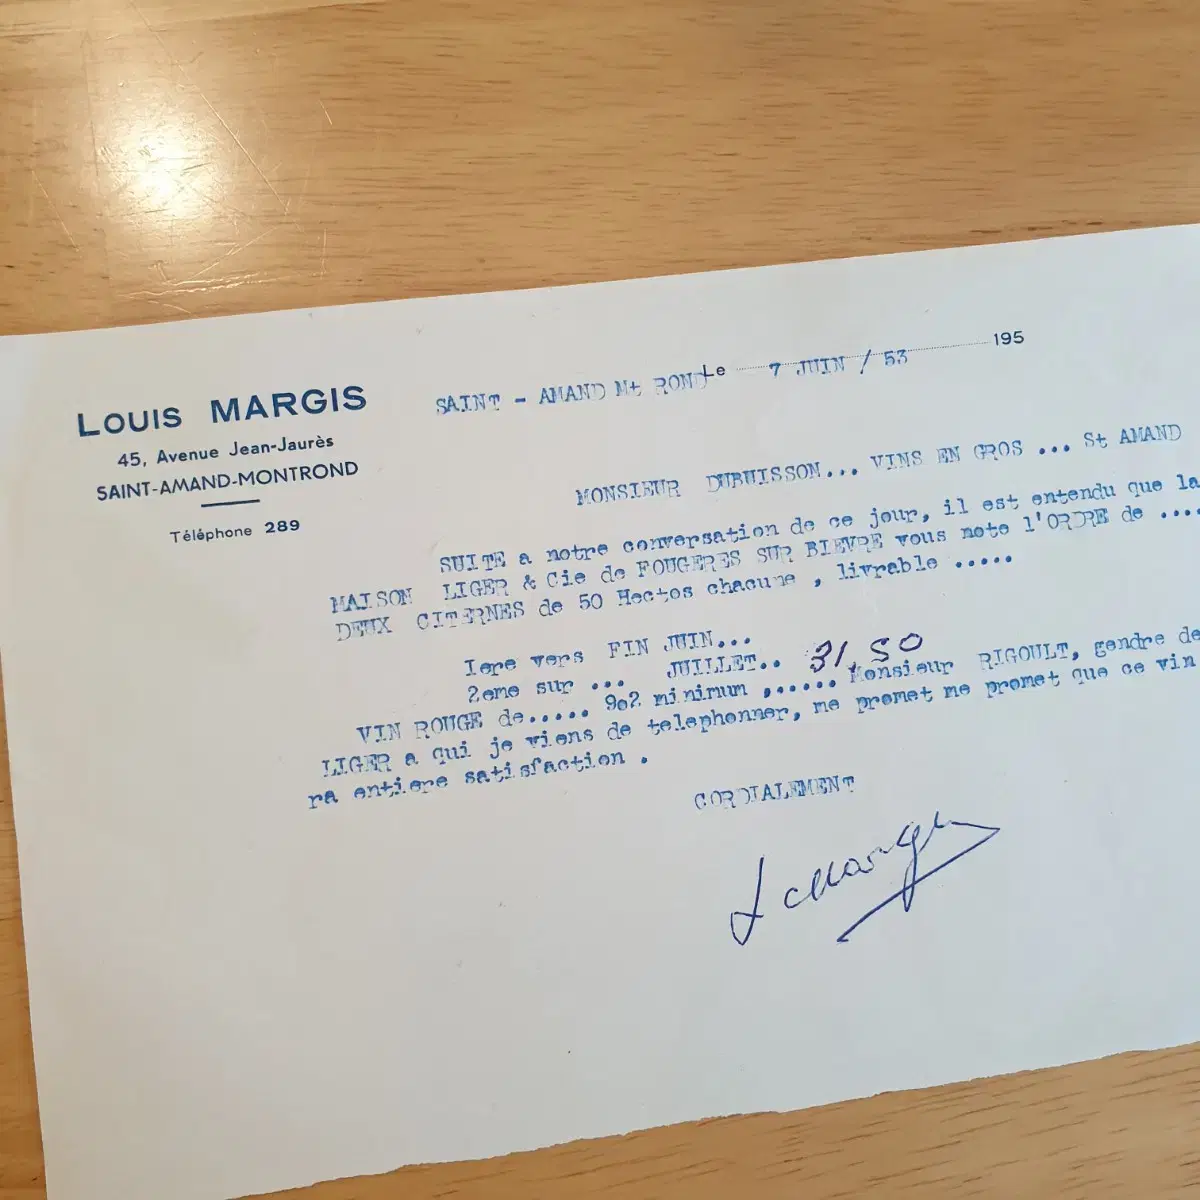 LOUIS MARGIS
45, Avenue Jean-Jaurès
SAINT-AMAND-MONTROND
Téléphone 289
SAINT - AMAND Mt ROND Le 7 JUIN / 53 195
MONSIEUR DUBUISSON... VINS EN GROS ... St AMAND
SUITE a notre conversation de ce jour, il est entendu que la
MAISON LIGER & Cie de FOUGERES SUR BIEVRE vous note l'ORDRE de ....
DEUX CITERNES de 50 Hectos chacune , livrable .....
Iere vers FIN JUIN...
2eme sur ... JUILLET.. 31,50
VIN ROUGE de..... 9o2 minimum ,..... Monsieur RIGOULT, gendre de
LIGER a qui je viens de telephonner, me promet me promet que ce vin
ra entiere satisfaction .
CORDIALEMENT